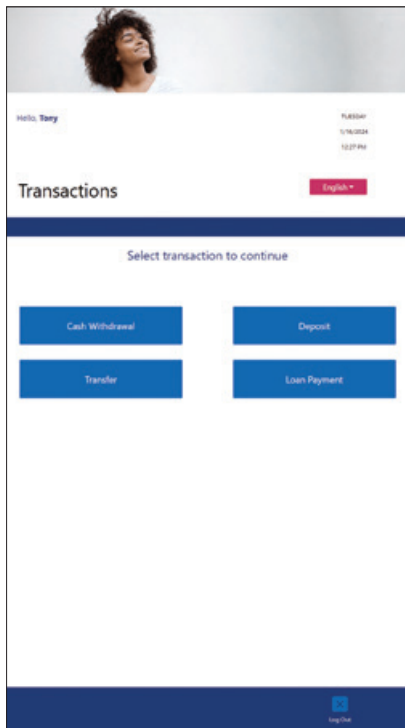 Hello, Tony
TUESDAY
1/16/2024
12:27 PM
Transactions
English
Select transaction to continue
Cash Withdrawal
Deposit
Transfer
Loan Payment
Log Out